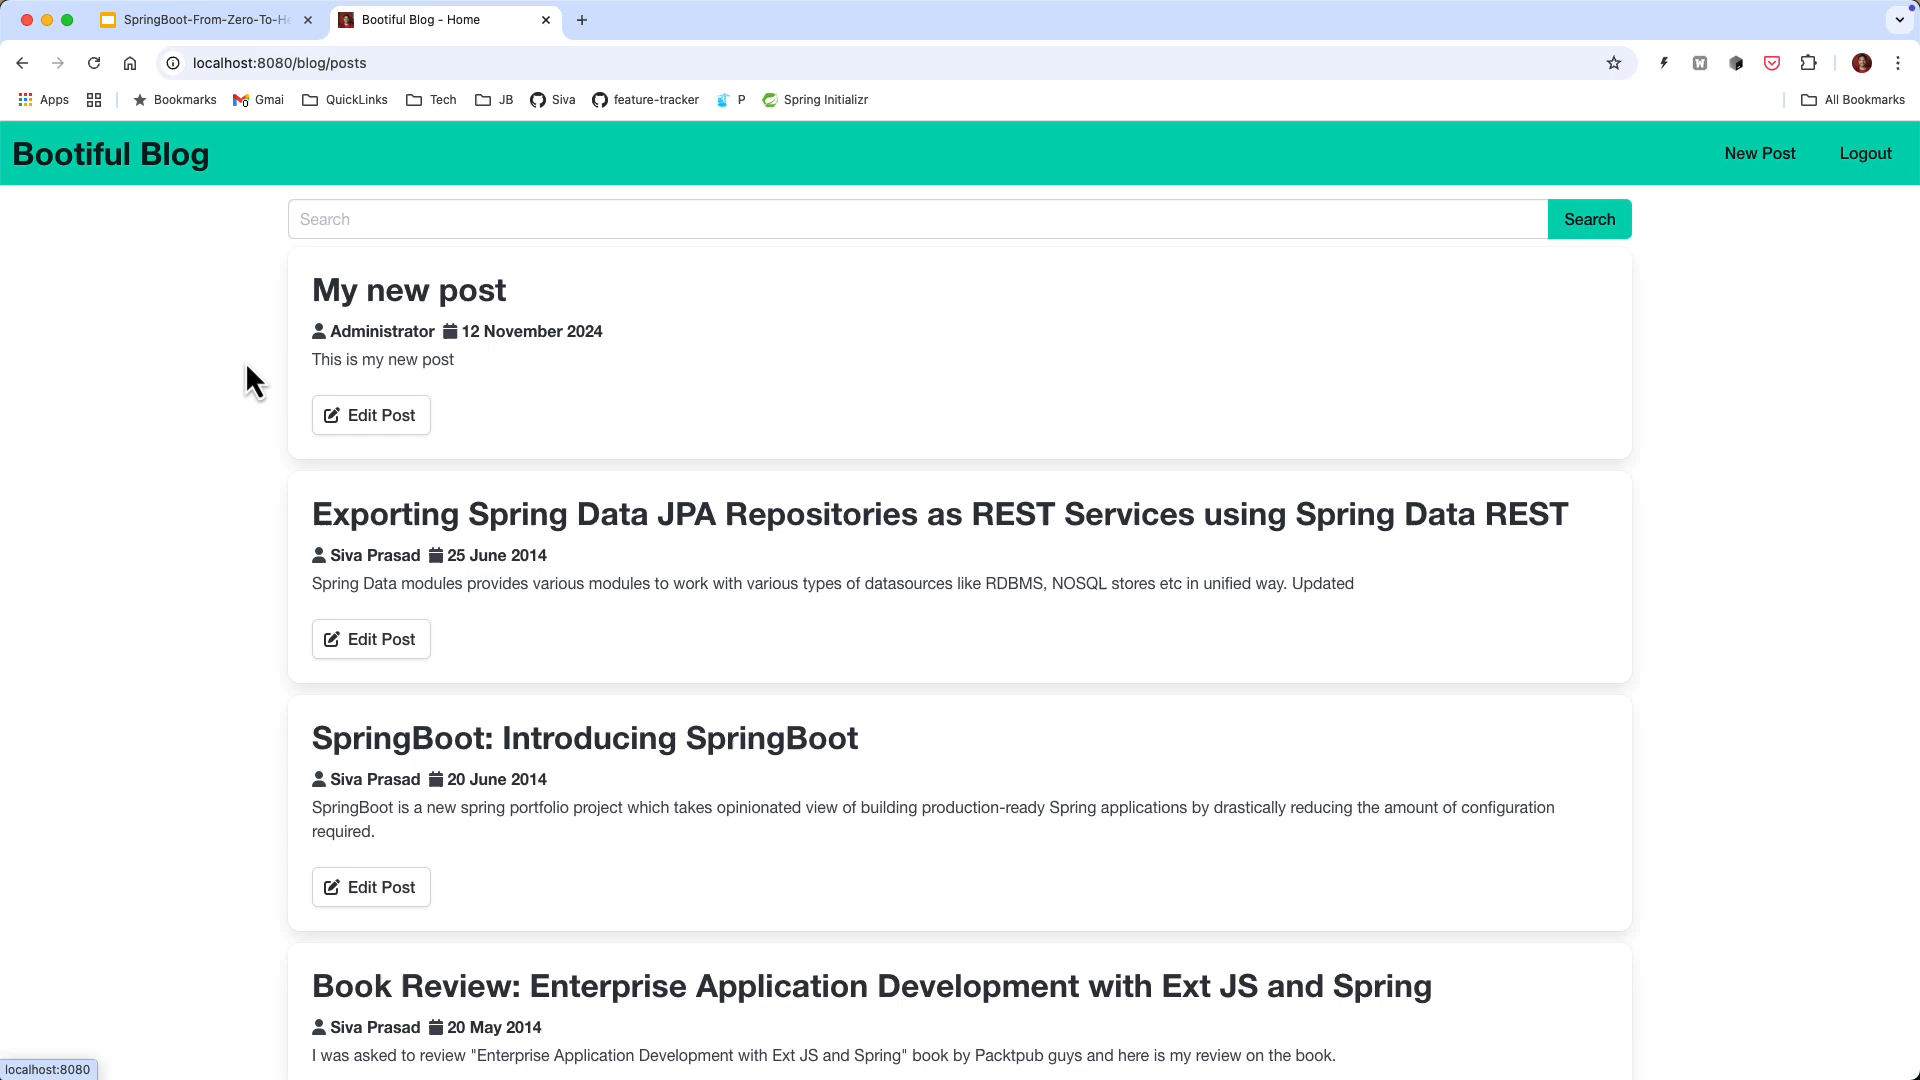 SpringBoot-From-Zero-To-He
Bootiful Blog - Home
localhost:8080/blog/posts
Apps
Bookmarks
Gmai
QuickLinks
Tech
JB
Siva
feature-tracker
P
Spring Initializr
All Bookmarks
Bootiful Blog
New Post
Logout
Search
Search
My new post
Administrator 12 November 2024
This is my new post
Edit Post
Exporting Spring Data JPA Repositories as REST Services using Spring Data REST
Siva Prasad 25 June 2014
Spring Data modules provides various modules to work with various types of datasources like RDBMS, NOSQL stores etc in unified way. Updated
Edit Post
SpringBoot: Introducing SpringBoot
Siva Prasad 20 June 2014
SpringBoot is a new spring portfolio project which takes opinionated view of building production-ready Spring applications by drastically reducing the amount of configuration
required.
Edit Post
Book Review: Enterprise Application Development with Ext JS and Spring
Siva Prasad 20 May 2014
I was asked to review "Enterprise Application Development with Ext JS and Spring" book by Packtpub guys and here is my review on the book.
localhost:8080